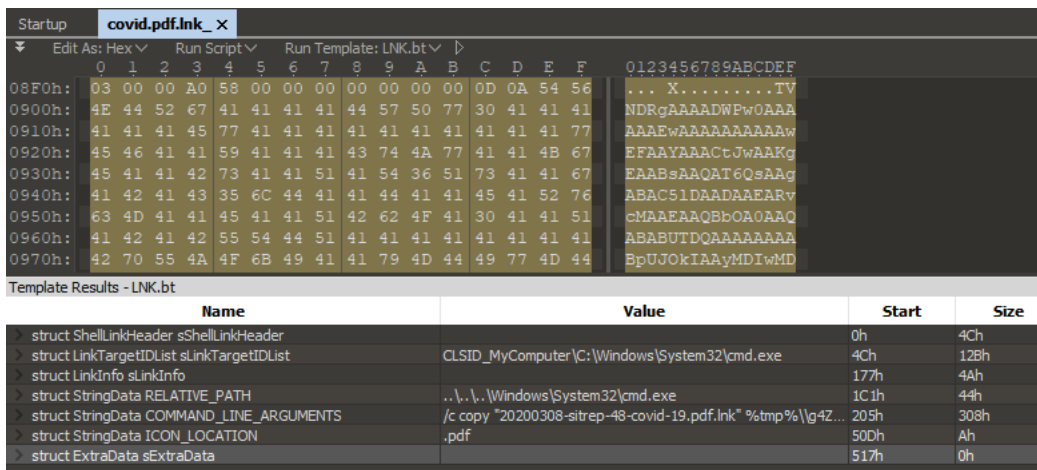 Startup covid.pdf.lnk_ ×
Edit As: Hex Run Script Run Template: LNK.bt
0 1 2 3 4 5 6 7 8 9 A B C D E F 0123456789ABCDEF
08F0h: 03 00 00 A0 58 00 00 00 00 00 00 00 0D 0A 54 56 ... X.........TV
0900h: 4E 44 52 67 41 41 41 41 44 57 50 77 30 41 41 41 NDRgAAAADWPw0AAA
0910h: 41 41 41 45 77 41 41 41 41 41 41 41 41 41 41 77 AAAEwAAAAAAAAAAw
0920h: 45 46 41 41 59 41 41 41 43 74 4A 77 41 41 4B 67 EFAAYAAACtJwAAKg
0930h: 45 41 41 42 73 41 41 51 41 54 36 51 73 41 41 67 EAABsAAQAT6QsAAg
0940h: 41 42 41 43 35 6C 44 41 41 44 41 41 45 41 52 76 ABAC5lDAADAAEARv
0950h: 63 4D 41 41 45 41 41 51 42 62 4F 41 30 41 41 51 cMAAEAAQBbOA0AAQ
0960h: 41 42 41 42 55 54 44 51 41 41 41 41 41 41 41 41 ABABUTDQAAAAAAAA
0970h: 42 70 55 4A 4F 6B 49 41 41 79 4D 44 49 77 4D 44 BpUJOkIAAyMDIwMD
Template Results - LNK.bt
Name Value Start Size
struct ShellLinkHeader sShellLinkHeader 0h 4Ch
struct LinkTargetIDList sLinkTargetIDList CLSID_MyComputer\C:\Windows\System32\cmd.exe 4Ch 12Bh
struct LinkInfo sLinkInfo 177h 4Ah
struct StringData RELATIVE_PATH ..\..\..\Windows\System32\cmd.exe 1C1h 44h
struct StringData COMMAND_LINE_ARGUMENTS /c copy "20200308-sitrep-48-covid-19.pdf.lnk" %tmp%\\g4Z... 205h 308h
struct StringData ICON_LOCATION .pdf 50Dh Ah
struct ExtraData sExtraData 517h 0h